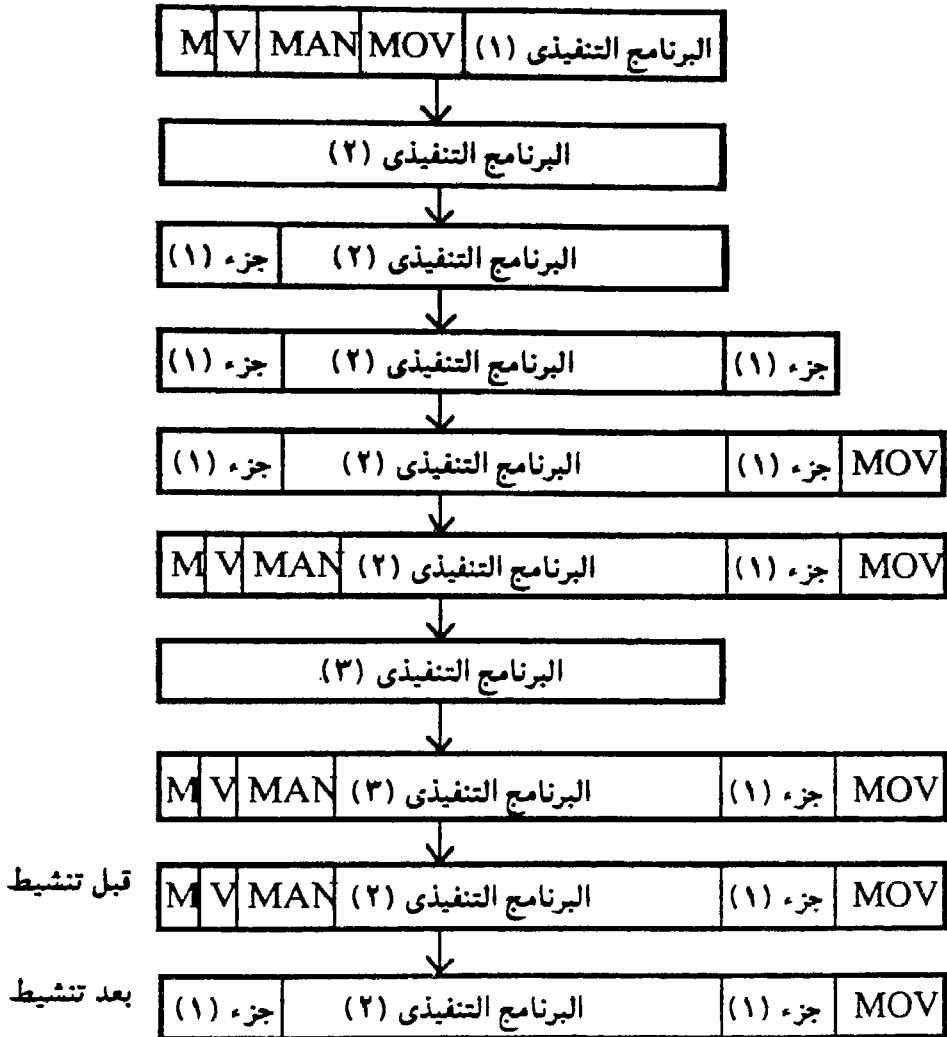 M V MAN MOV البرنامج التنفيذى (١)
البرنامج التنفيذى (٢)
جزء (١) البرنامج التنفيذى (٢)
جزء (١) البرنامج التنفيذى (٢) جزء (١)
جزء (١) البرنامج التنفيذى (٢) جزء (١) MOV
M V MAN البرنامج التنفيذى (٢) جزء (١) MOV
البرنامج التنفيذى (٣)
M V MAN البرنامج التنفيذى (٣) جزء (١) MOV
قبل تنشيط M V MAN البرنامج التنفيذى (٢) جزء (١) MOV
بعد تنشيط جزء (١) البرنامج التنفيذى (٢) جزء (١) MOV